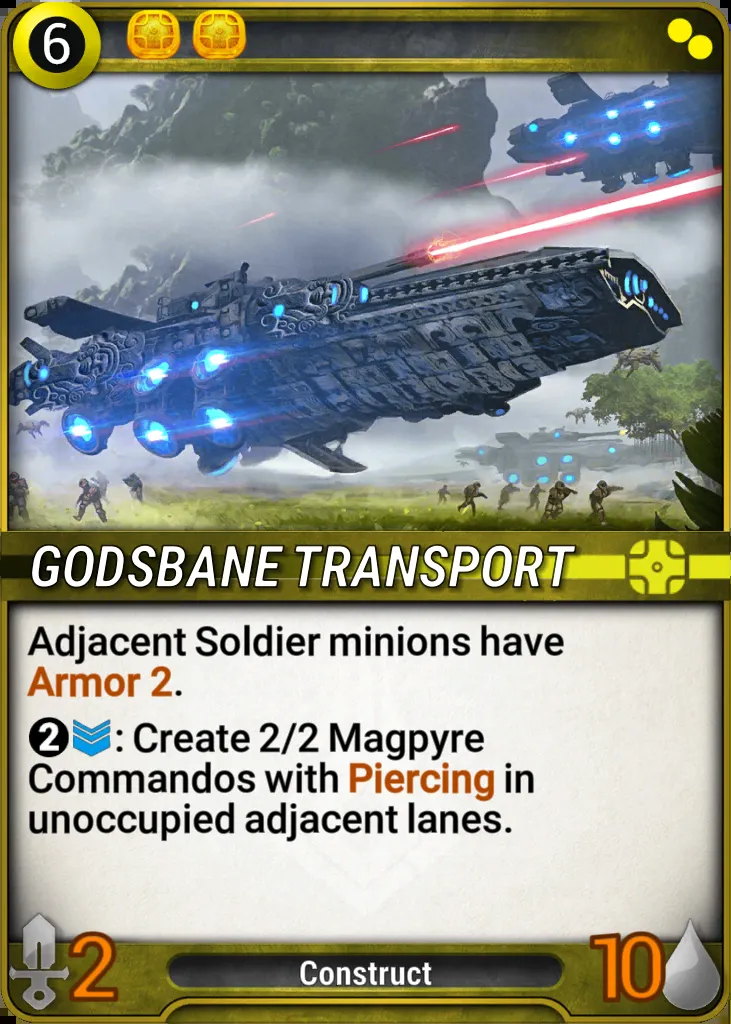 6
GODSBANE TRANSPORT
Adjacent Soldier minions have
Armor 2.
2: Create 2/2 Magpyre
Commandos with Piercing in
unoccupied adjacent lanes.
2 Construct 10